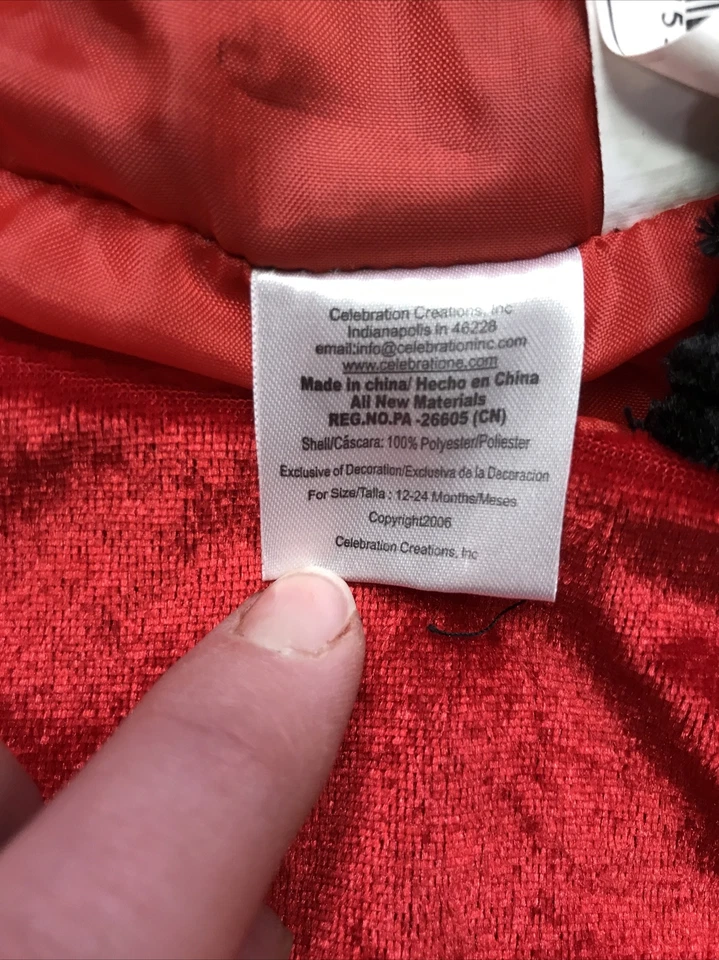 5
Celebration Creations, Inc
Indianapolis In 46228
email:info@celebrationinc.com
www.celebratione.com
Made in china/ Hecho en China
All New Materials
REG.NO.PA -26605 (CN)
Shell/Cáscara: 100% Polyester/Poliester
Exclusive of Decoration/Exclusiva de la Decoracion
For Size/Talla : 12-24 Months/Meses
Copyright2006
Celebration Creations, Inc